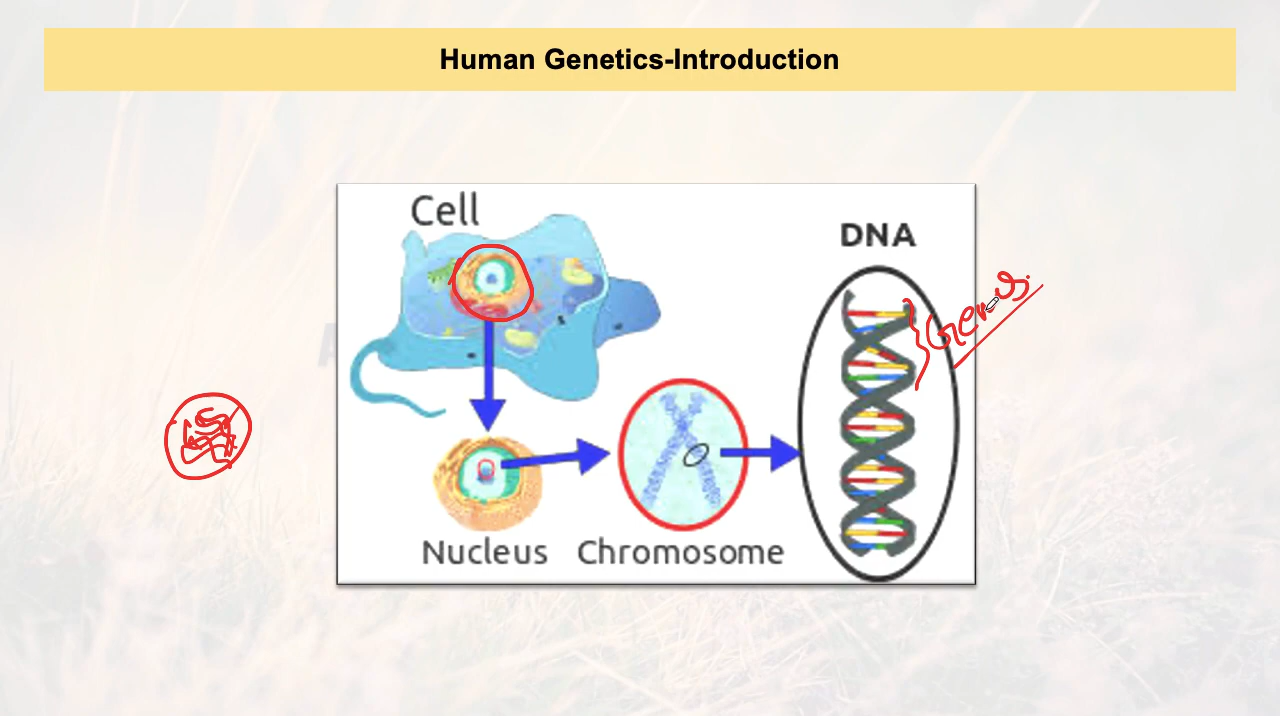 Human Genetics-Introduction
Cell
DNA
Genes.
Nucleus
Chromosome